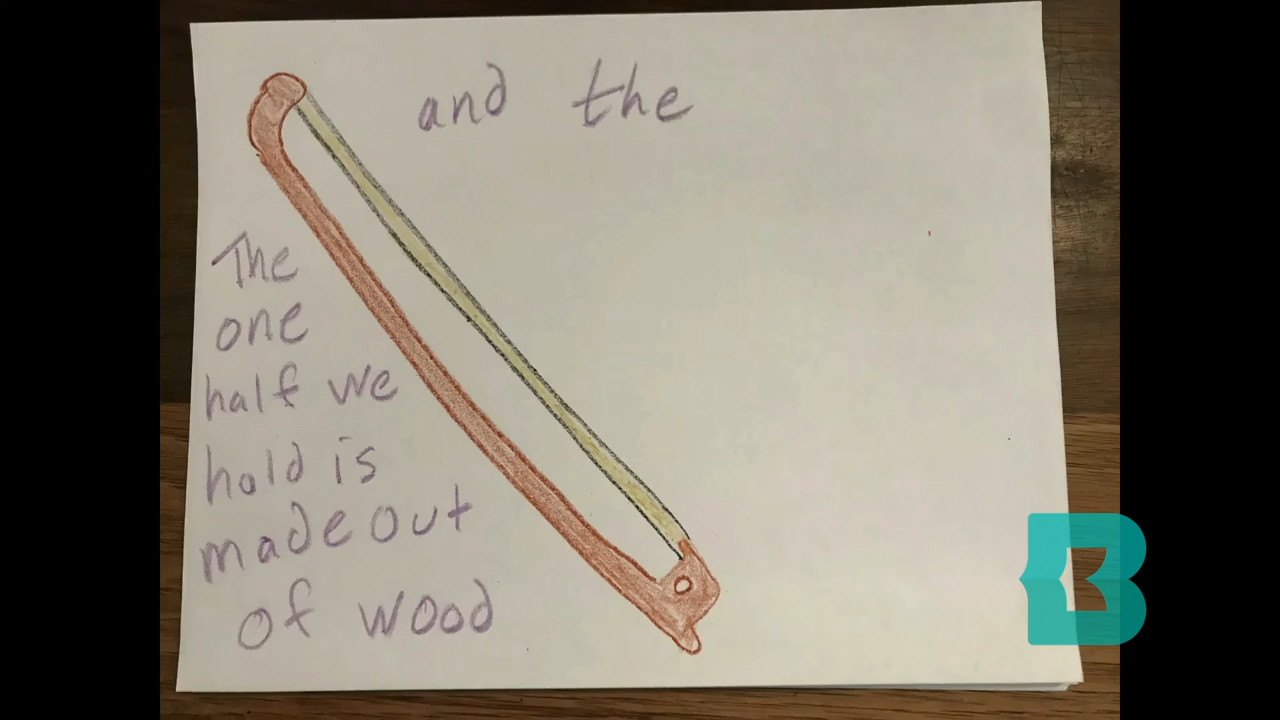 The
one
half we
hold is
made out
of wood
and the